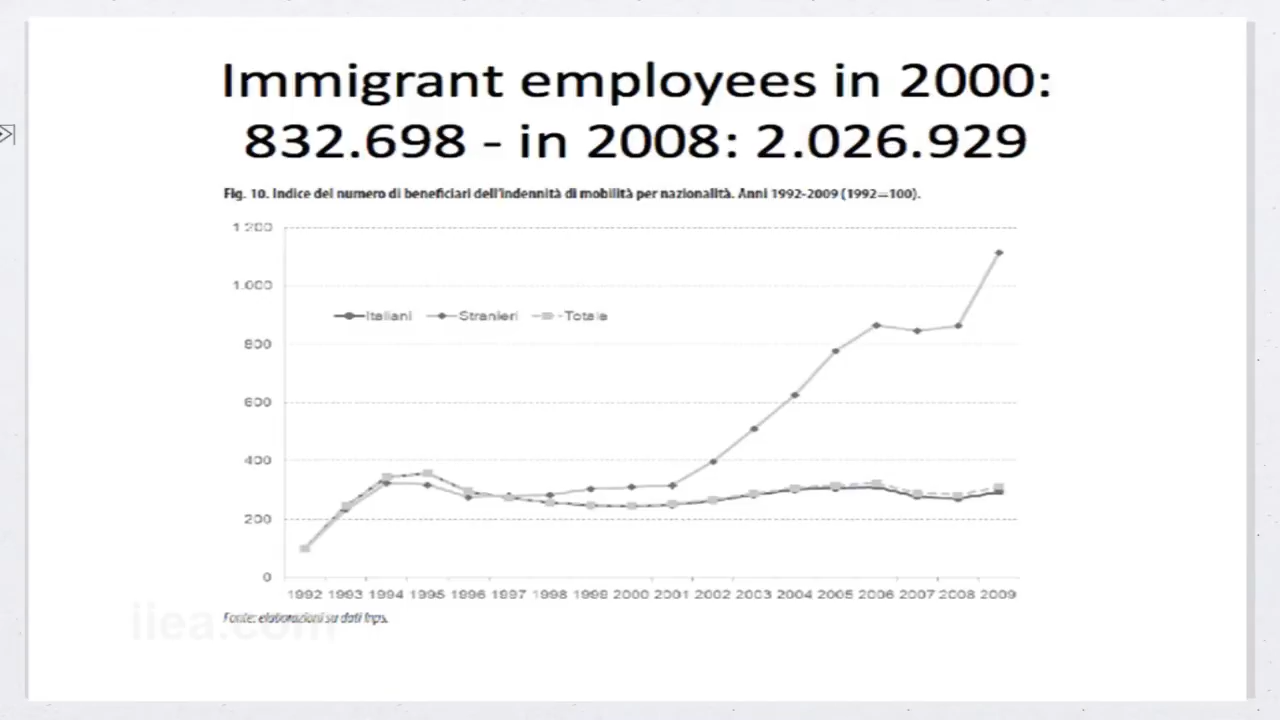 Immigrant employees in 2000:
832.698 - in 2008: 2.026.929
Fig. 10. Indice del numero di beneficiari dell'indennità di mobilità per nazionalità. Anni 1992-2009 (1992=100).
1.200
1.000
800
600
400
200
0
Italiani Stranieri Totale
1992 1993 1994 1995 1996 1997 1998 1999 2000 2001 2002 2003 2004 2005 2006 2007 2008 2009
Fonte: elaborazioni su dati Inps.
iiea.com